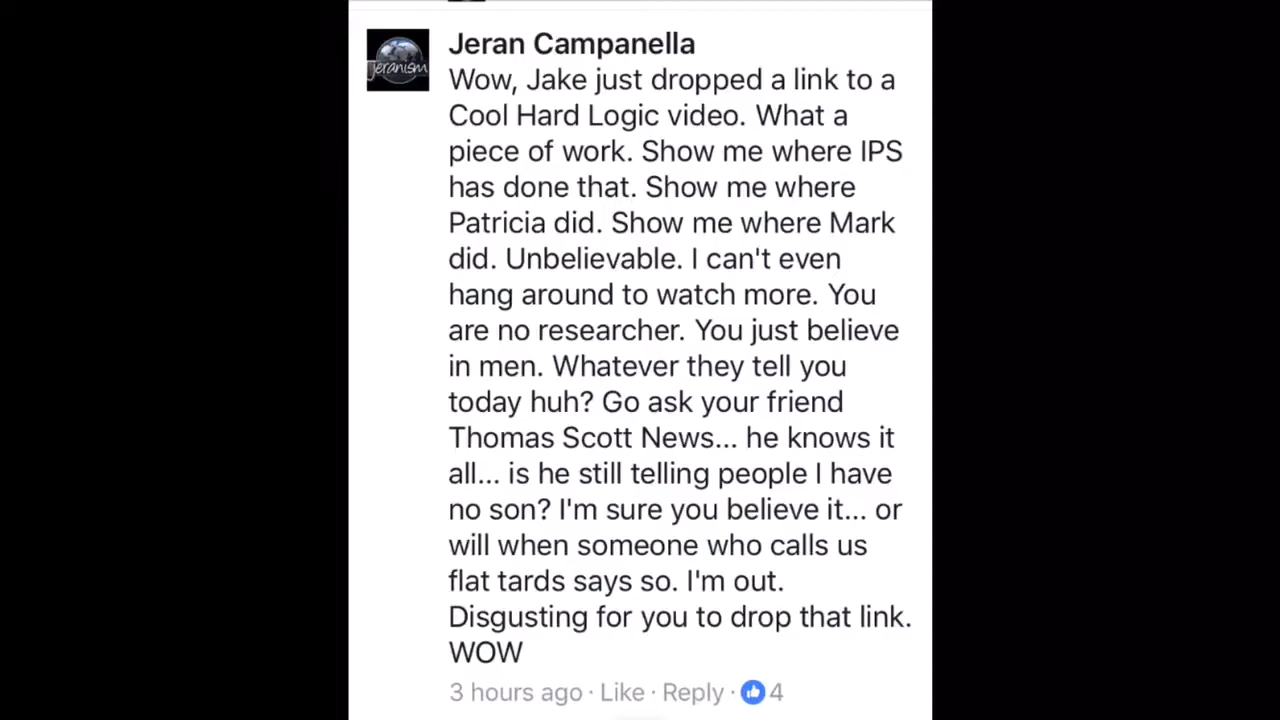 Jeran Campanella
jeranism
Wow, Jake just dropped a link to a
Cool Hard Logic video. What a
piece of work. Show me where IPS
has done that. Show me where
Patricia did. Show me where Mark
did. Unbelievable. I can't even
hang around to watch more. You
are no researcher. You just believe
in men. Whatever they tell you
today huh? Go ask your friend
Thomas Scott News... he knows it
all... is he still telling people I have
no son? I'm sure you believe it... or
will when someone who calls us
flat tards says so. I'm out.
Disgusting for you to drop that link.
WOW
3 hours ago · Like · Reply · 4